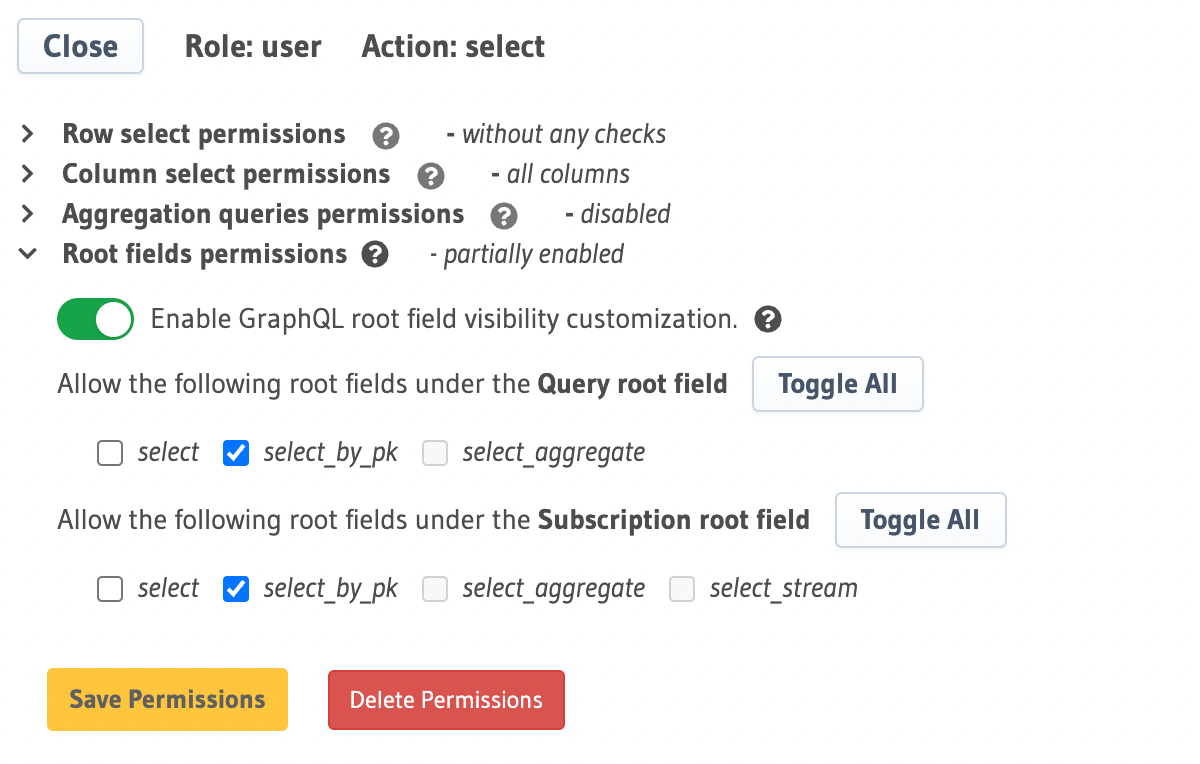 Close Role: user Action: select
Row select permissions ? - without any checks
Column select permissions ? - all columns
Aggregation queries permissions ? - disabled
Root fields permissions ? - partially enabled
Enable GraphQL root field visibility customization. ?
Allow the following root fields under the Query root field Toggle All
select select_by_pk select_aggregate
Allow the following root fields under the Subscription root field Toggle All
select select_by_pk select_aggregate select_stream
Save Permissions Delete Permissions